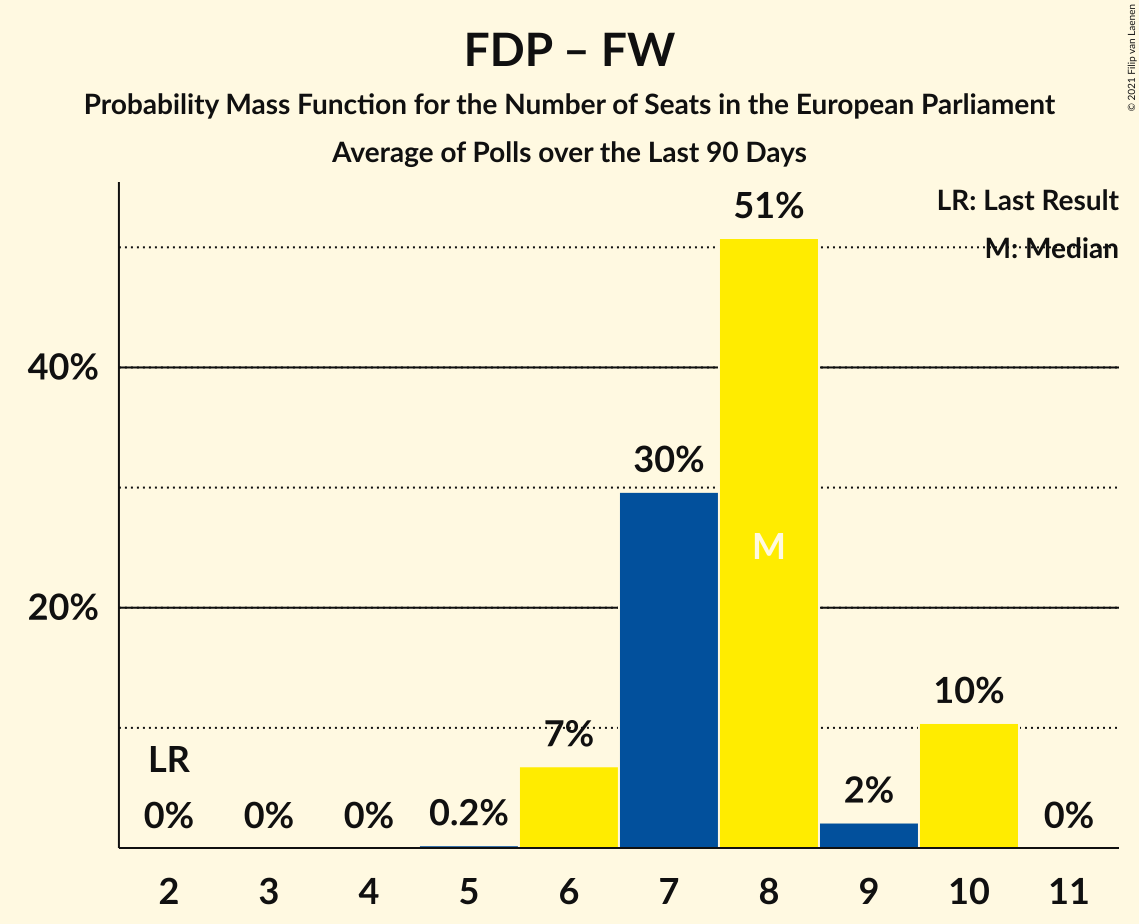 FDP – FW
Probability Mass Function for the Number of Seats in the European Parliament
Average of Polls over the Last 90 Days
© 2021 Filip van Laenen
LR: Last Result
M: Median
51%
40%
30%
M
20%
10%
7%
LR
2%
0%
0%
0%
0.2%
0%
2
3
4
5
6
7
8
9
10
11